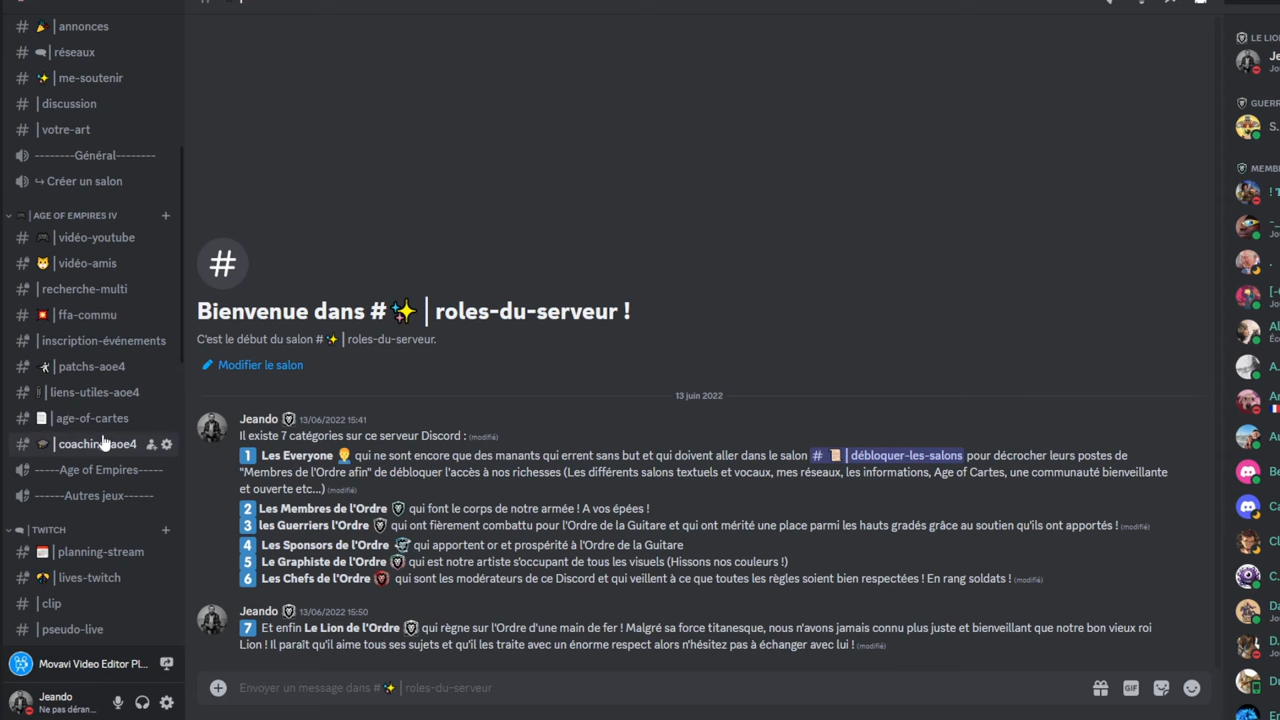 annonces
réseaux
me-soutenir
discussion
votre-art
--------Général--------
Créer un salon
AGE OF EMPIRES IV
vidéo-youtube
vidéo-amis
recherche-multi
ffa-commu
inscription-événements
patchs-aoe4
liens-utiles-aoe4
age-of-cartes
-----Age of Empires-----
------Autres jeux------
TWITCH
planning-stream
lives-twitch
clip
pseudo-live
Movavi Video Editor Pl...
Jeando
Ne pas déran...
Bienvenue dans # | roles-du-serveur !
C'est le début du salon # | roles-du-serveur.
Modifier le salon
13 juin 2022
Jeando 13/06/2022 15:41
Il existe 7 catégories sur ce serveur Discord : (modifié)
1 Les Everyone qui ne sont encore que des manants qui errent sans but et qui doivent aller dans le salon # | débloquer-les-salons pour décrocher leurs postes de
"Membres de l'Ordre afin" de débloquer l'accès à nos richesses (Les différents salons textuels et vocaux, mes réseaux, les informations, Age of Cartes, une communauté bienveillante
et ouverte etc...) (modifié)
2 Les Membres de l'Ordre qui font le corps de notre armée ! A vos épées !
3 les Guerriers l'Ordre qui ont fièrement combattu pour l'Ordre de la Guitare et qui ont mérité une place parmi les hauts gradés grâce au soutien qu'ils ont apportés ! (modifié)
4 Les Sponsors de l'Ordre qui apportent or et prospérité à l'Ordre de la Guitare
5 Le Graphiste de l'Ordre qui est notre artiste s'occupant de tous les visuels (Hissons nos couleurs !)
6 Les Chefs de l'Ordre qui sont les modérateurs de ce Discord et qui veillent à ce que toutes les règles soient bien respectées ! En rang soldats ! (modifié)
Jeando 13/06/2022 15:50
7 Et enfin Le Lion de l'Ordre qui règne sur l'Ordre d'une main de fer ! Malgré sa force titanesque, nous n'avons jamais connu plus juste et bienveillant que notre bon vieux roi
Lion ! Il paraît qu'il aime tous ses sujets et qu'il les traite avec un énorme respect alors n'hésitez pas à échanger avec lui ! (modifié)
Envoyer un message dans # | roles-du-serveur
GIF
LE LIO
Je
Jo
GUERR
S.
MEMB